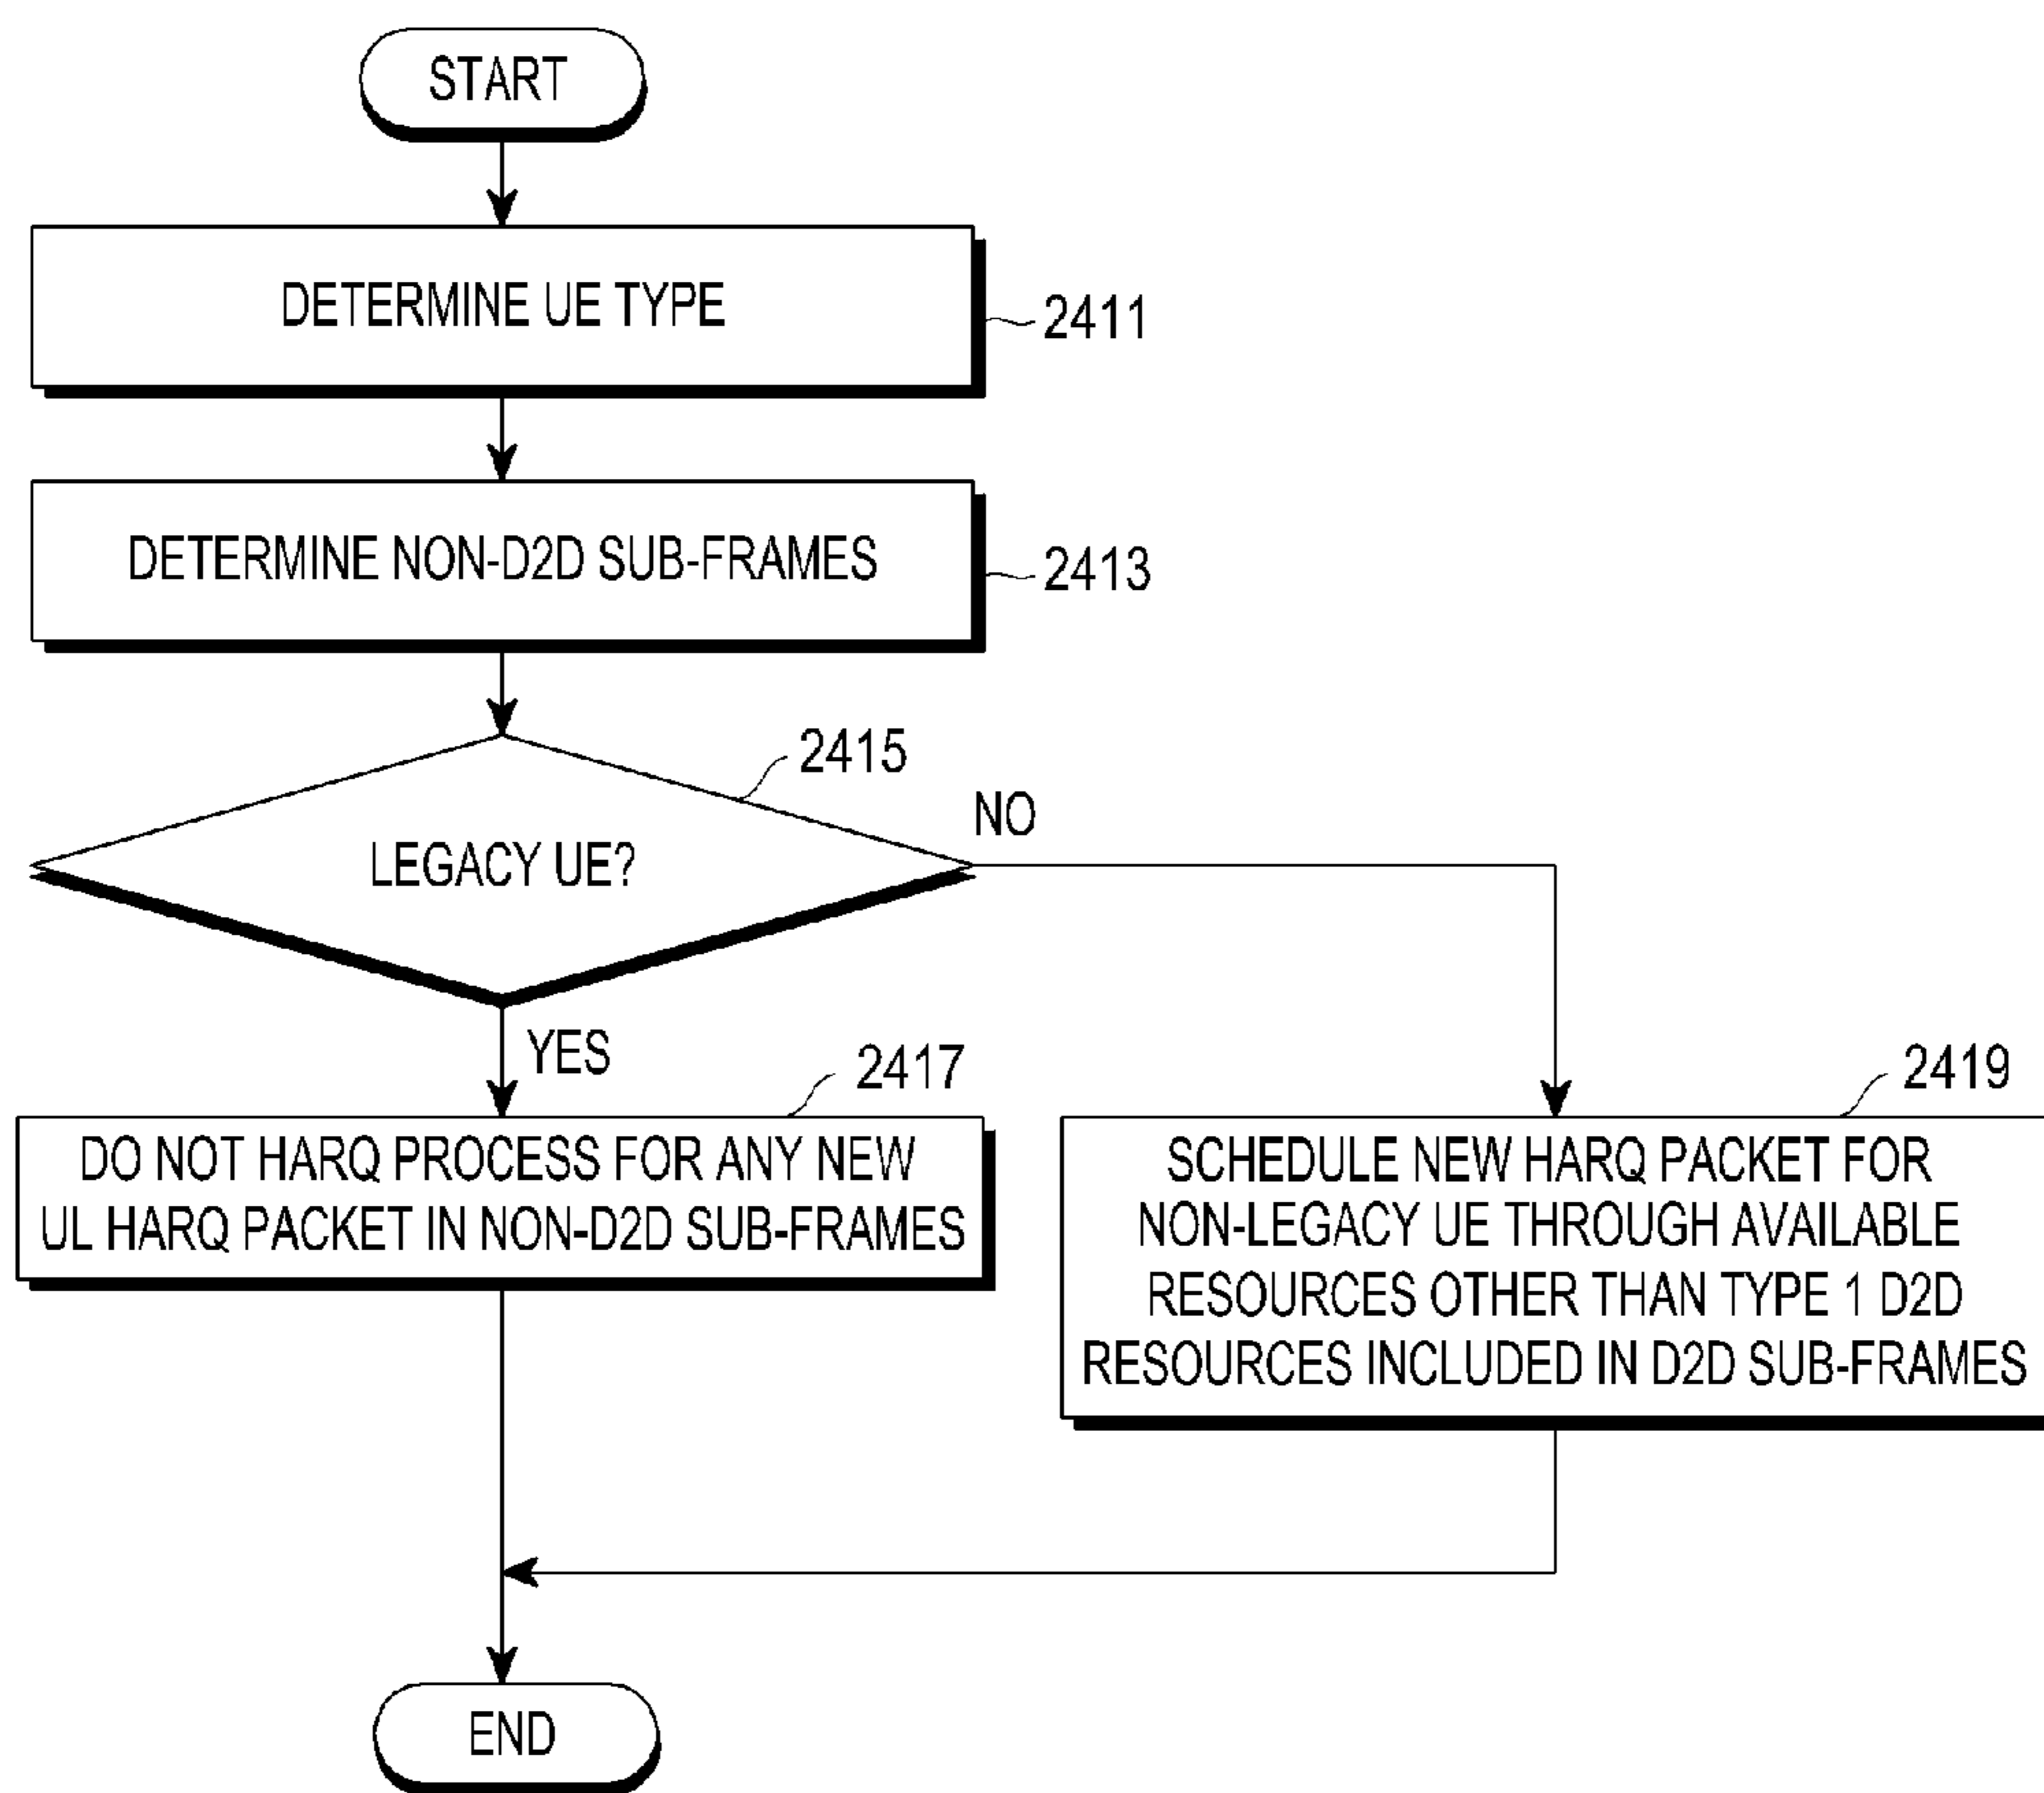 START
DETERMINE UE TYPE
2411
DETERMINE NON-D2D SUB-FRAMES
2413
2415
LEGACY UE?
NO
YES
2417
DO NOT HARQ PROCESS FOR ANY NEW
UL HARQ PACKET IN NON-D2D SUB-FRAMES
2419
SCHEDULE NEW HARQ PACKET FOR
NON-LEGACY UE THROUGH AVAILABLE
RESOURCES OTHER THAN TYPE 1 D2D
RESOURCES INCLUDED IN D2D SUB-FRAMES
END